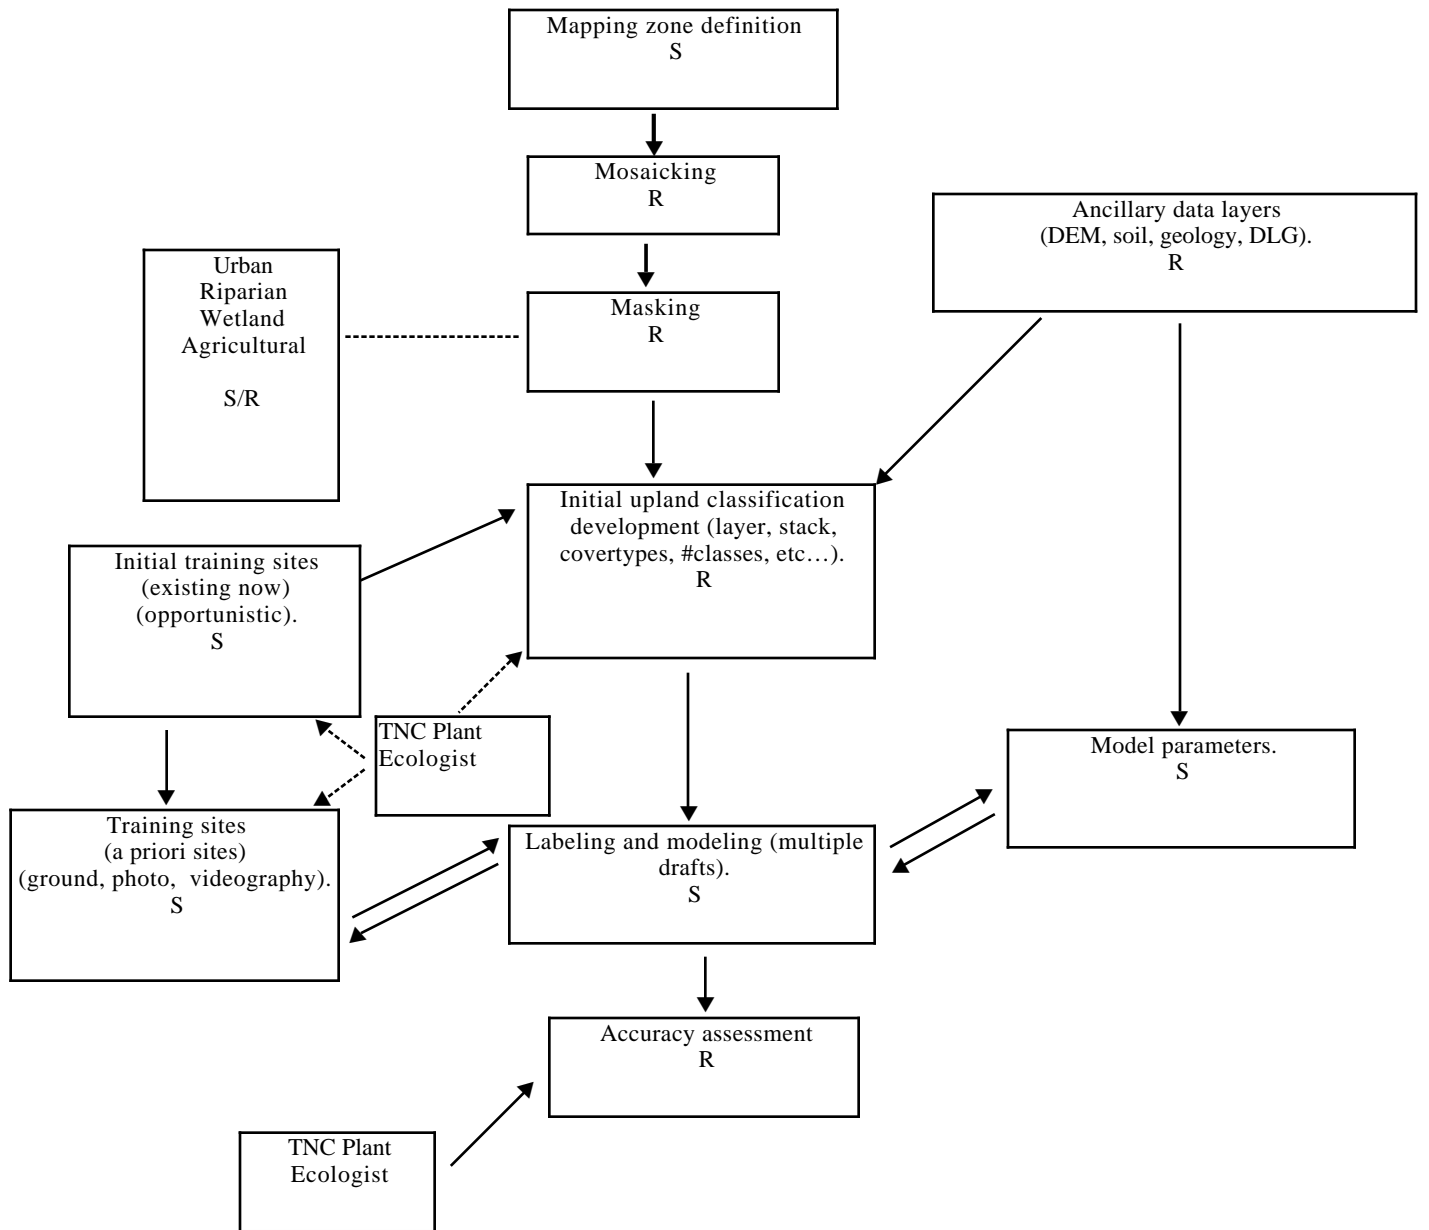 Mapping zone definition
S
Mosaicking
R
Ancillary data layers
(DEM, soil, geology, DLG).
R
Urban
Riparian
Wetland
Agricultural
S/R
Masking
R
Initial upland classification
development (layer, stack,
covertypes, #classes, etc…).
R
Initial training sites
(existing now)
(opportunistic).
S
TNC Plant
Ecologist
Model parameters.
S
Training sites
(a priori sites)
(ground, photo, videography).
S
Labeling and modeling (multiple
drafts).
S
Accuracy assessment
R
TNC Plant
Ecologist